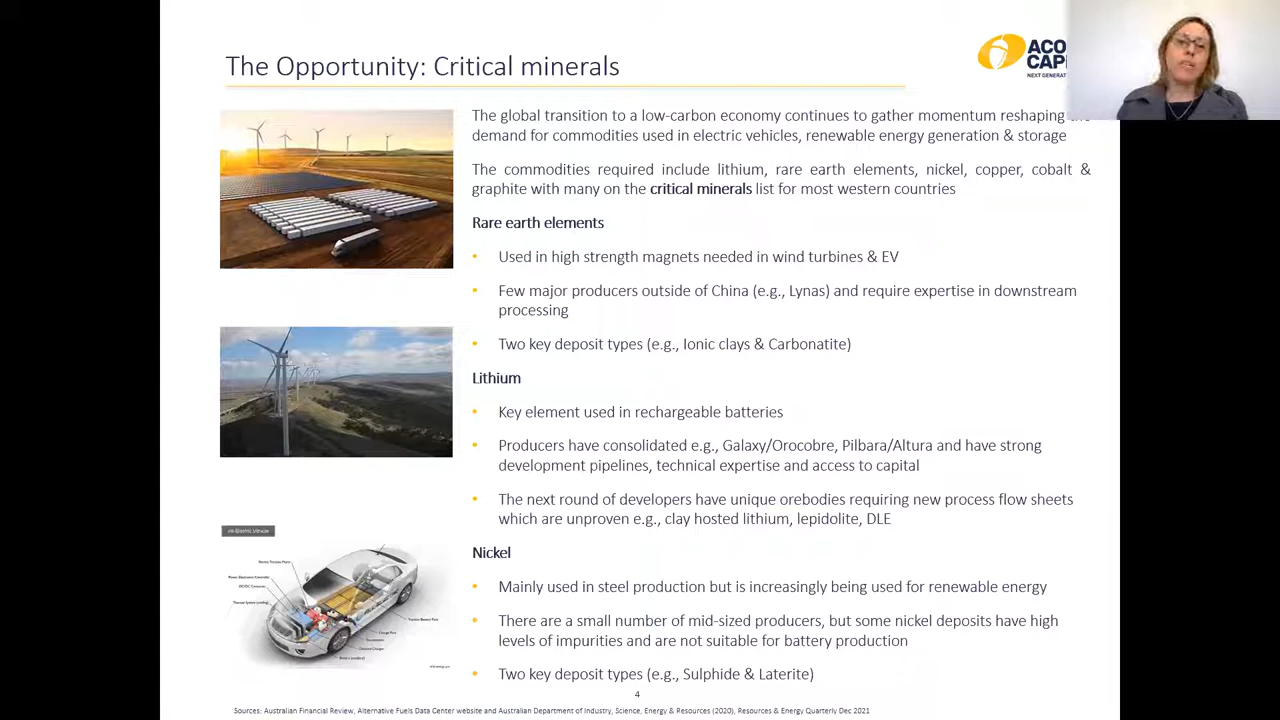 The Opportunity: Critical minerals
ACO
CAPI
NEXT GENERAT
The global transition to a low-carbon economy continues to gather momentum reshaping the
demand for commodities used in electric vehicles, renewable energy generation & storage
The commodities required include lithium, rare earth elements, nickel, copper, cobalt &
graphite with many on the critical minerals list for most western countries
Rare earth elements
• Used in high strength magnets needed in wind turbines & EV
• Few major producers outside of China (e.g., Lynas) and require expertise in downstream
processing
• Two key deposit types (e.g., Ionic clays & Carbonatite)
Lithium
• Key element used in rechargeable batteries
• Producers have consolidated e.g., Galaxy/Orocobre, Pilbara/Altura and have strong
development pipelines, technical expertise and access to capital
• The next round of developers have unique orebodies requiring new process flow sheets
which are unproven e.g., clay hosted lithium, lepidolite, DLE
Nickel
• Mainly used in steel production but is increasingly being used for renewable energy
• There are a small number of mid-sized producers, but some nickel deposits have high
levels of impurities and are not suitable for battery production
• Two key deposit types (e.g., Sulphide & Laterite)
4
Sources: Australian Financial Review, Alternative Fuels Data Center website and Australian Department of Industry, Science, Energy & Resources (2020), Resources & Energy Quarterly Dec 2021